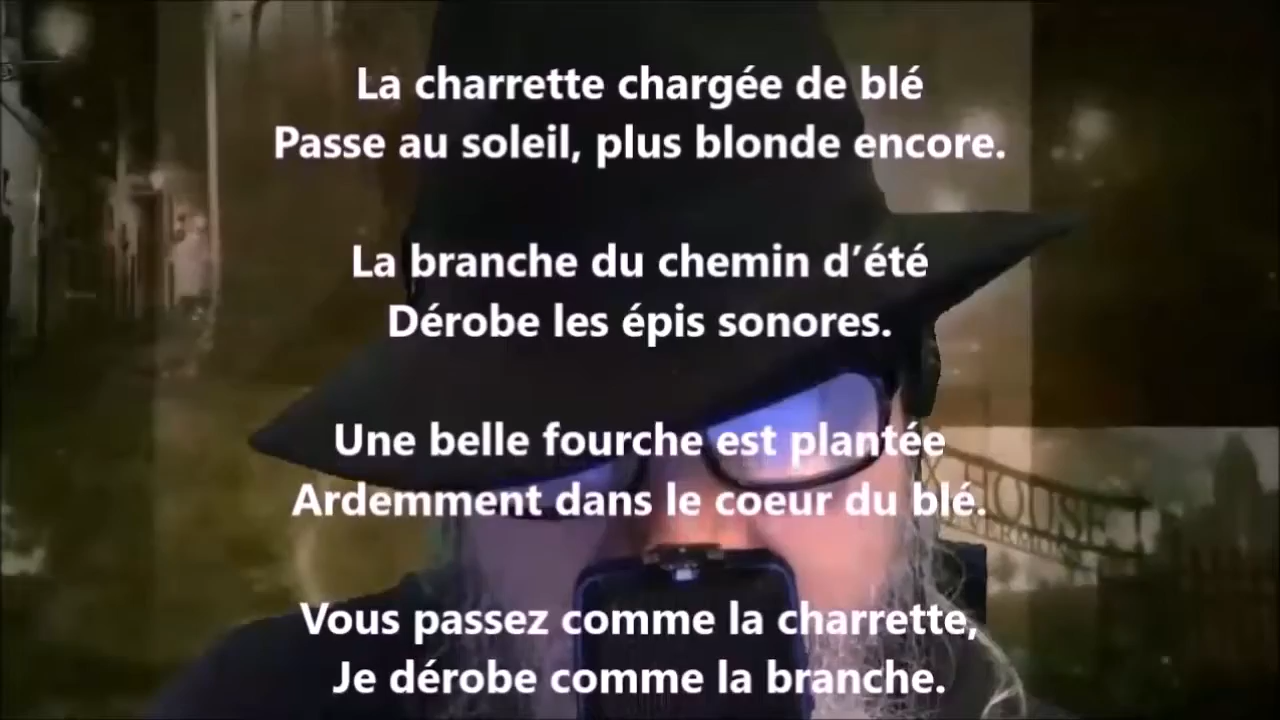 La charrette chargée de blé
Passe au soleil, plus blonde encore.
La branche du chemin d’été
Dérobe les épis sonores.
Une belle fourche est plantée
Ardemment dans le coeur du blé.
Vous passez comme la charrette,
Je dérobe comme la branche.
HOUSE